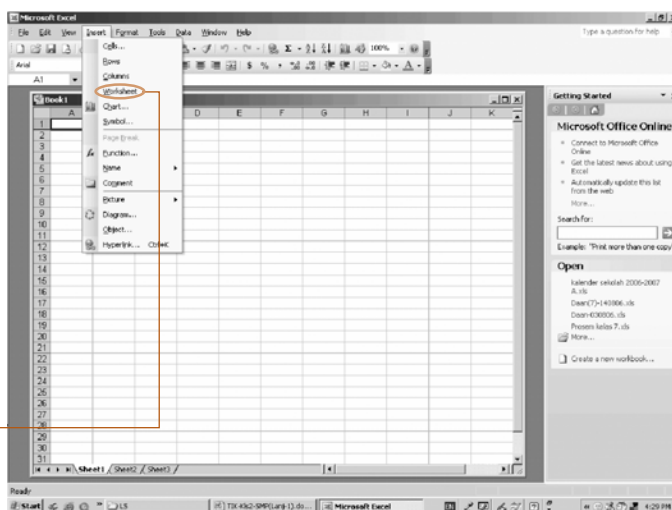 Microsoft Excel
File Edit View Insert Format Tools Data Window Help
Type a question for help
100%
Arial
A1
Cells...
Rows
Columns
Worksheet
Chart...
Symbol...
Page Break
Function...
Name
Comment
Picture
Diagram...
Object...
Hyperlink... Ctrl+K
Book1
A D E F G H I J K
1
2
3
4
5
6
7
8
9
10
11
12
13
14
15
16
17
18
19
20
21
22
23
24
25
26
27
28
29
30
31
Sheet1 Sheet2 Sheet3
Getting Started
Microsoft Office Online
Connect to Microsoft Office
Online
Get the latest news about using
Excel
Automatically update this list
from the web
More...
Search for:
Example: "Print more than one copy"
Open
kalender sekolah 2006-2007
A.xls
Daan(7)-140806.xls
Daan-030806.xls
Prosem kelas 7.xls
More...
Create a new workbook...
Ready
Start
Microsoft Excel
4:29 PM